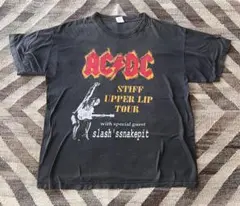 AC DC
STIFF
UPPER LIP
TOUR
with special guest
slash'ssnakepit